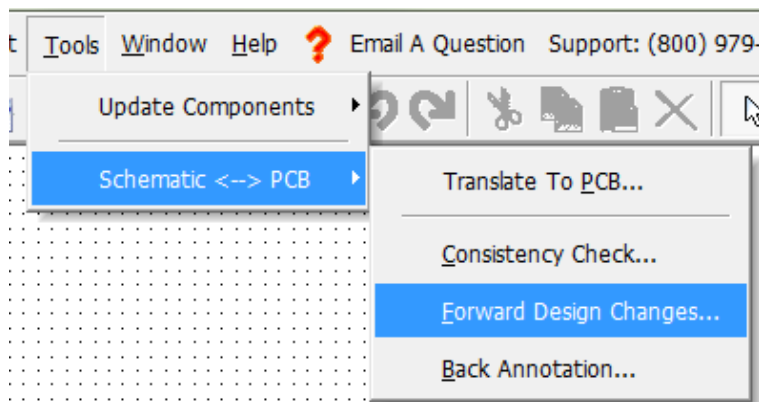 t Tools Window Help ? Email A Question Support: (800) 979-
Update Components
Schematic <--> PCB
Translate To PCB...
Consistency Check...
Forward Design Changes...
Back Annotation...